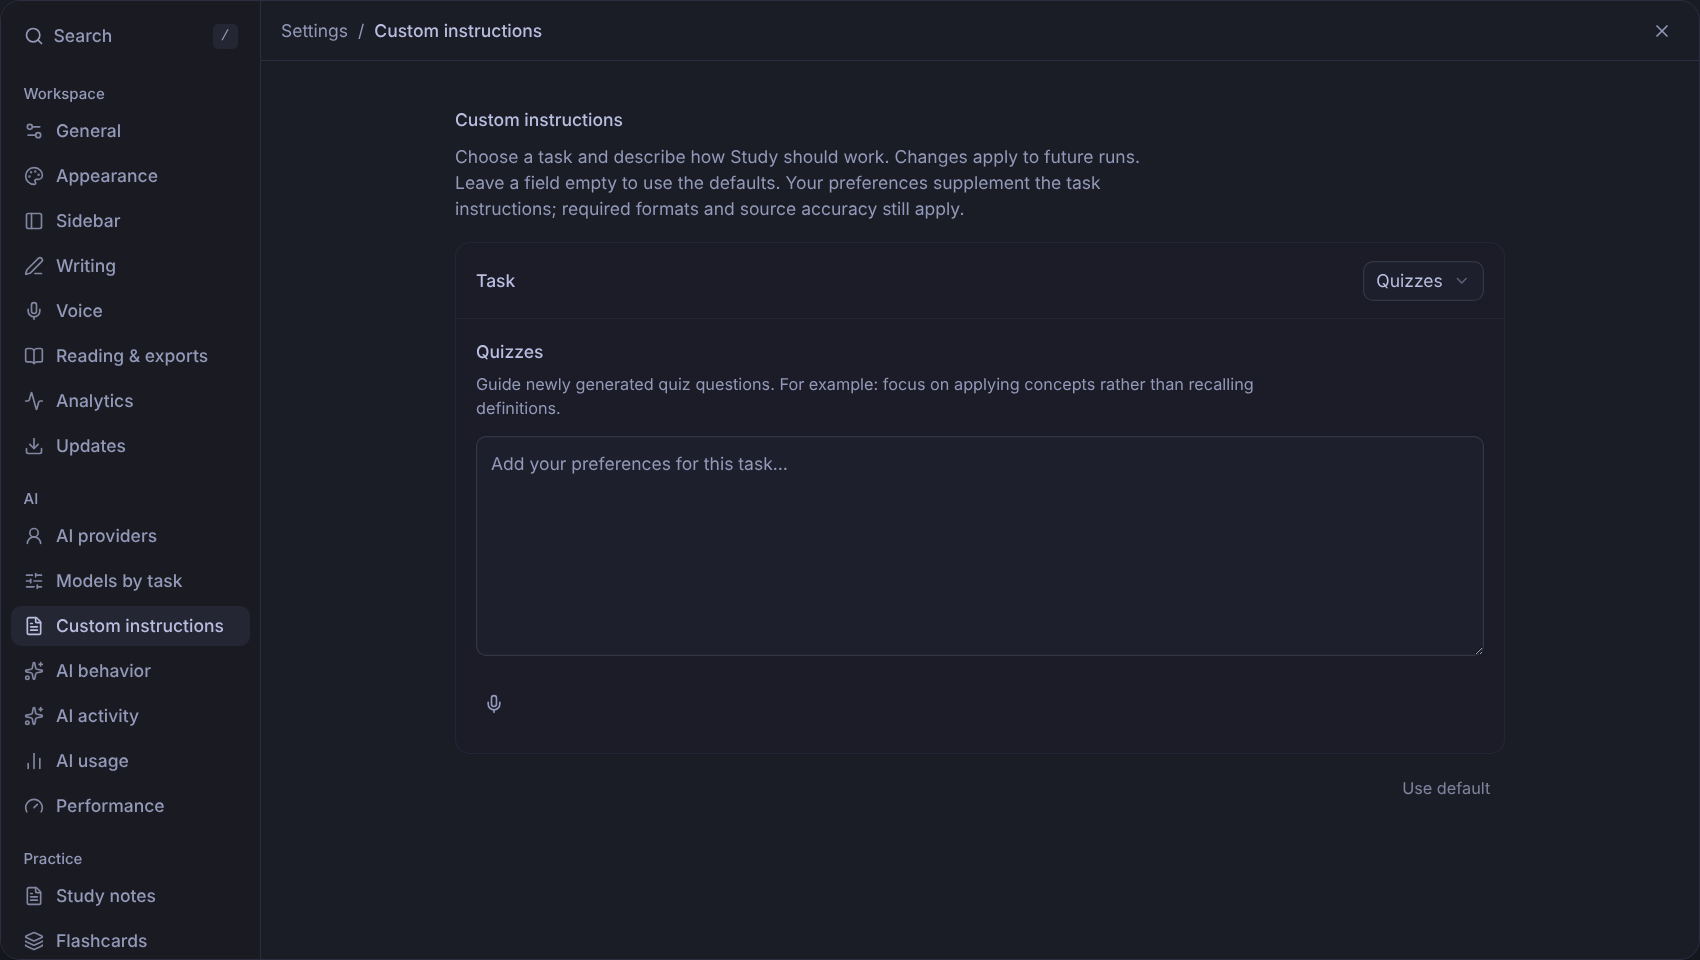 Search
/
Workspace
General
Appearance
Sidebar
Writing
Voice
Reading & exports
Analytics
Updates
AI
AI providers
Models by task
Custom instructions
AI behavior
AI activity
AI usage
Performance
Practice
Study notes
Flashcards
Settings / Custom instructions
Custom instructions
Choose a task and describe how Study should work. Changes apply to future runs.
Leave a field empty to use the defaults. Your preferences supplement the task
instructions; required formats and source accuracy still apply.
Task
Quizzes
Quizzes
Guide newly generated quiz questions. For example: focus on applying concepts rather than recalling
definitions.
Add your preferences for this task...
Use default